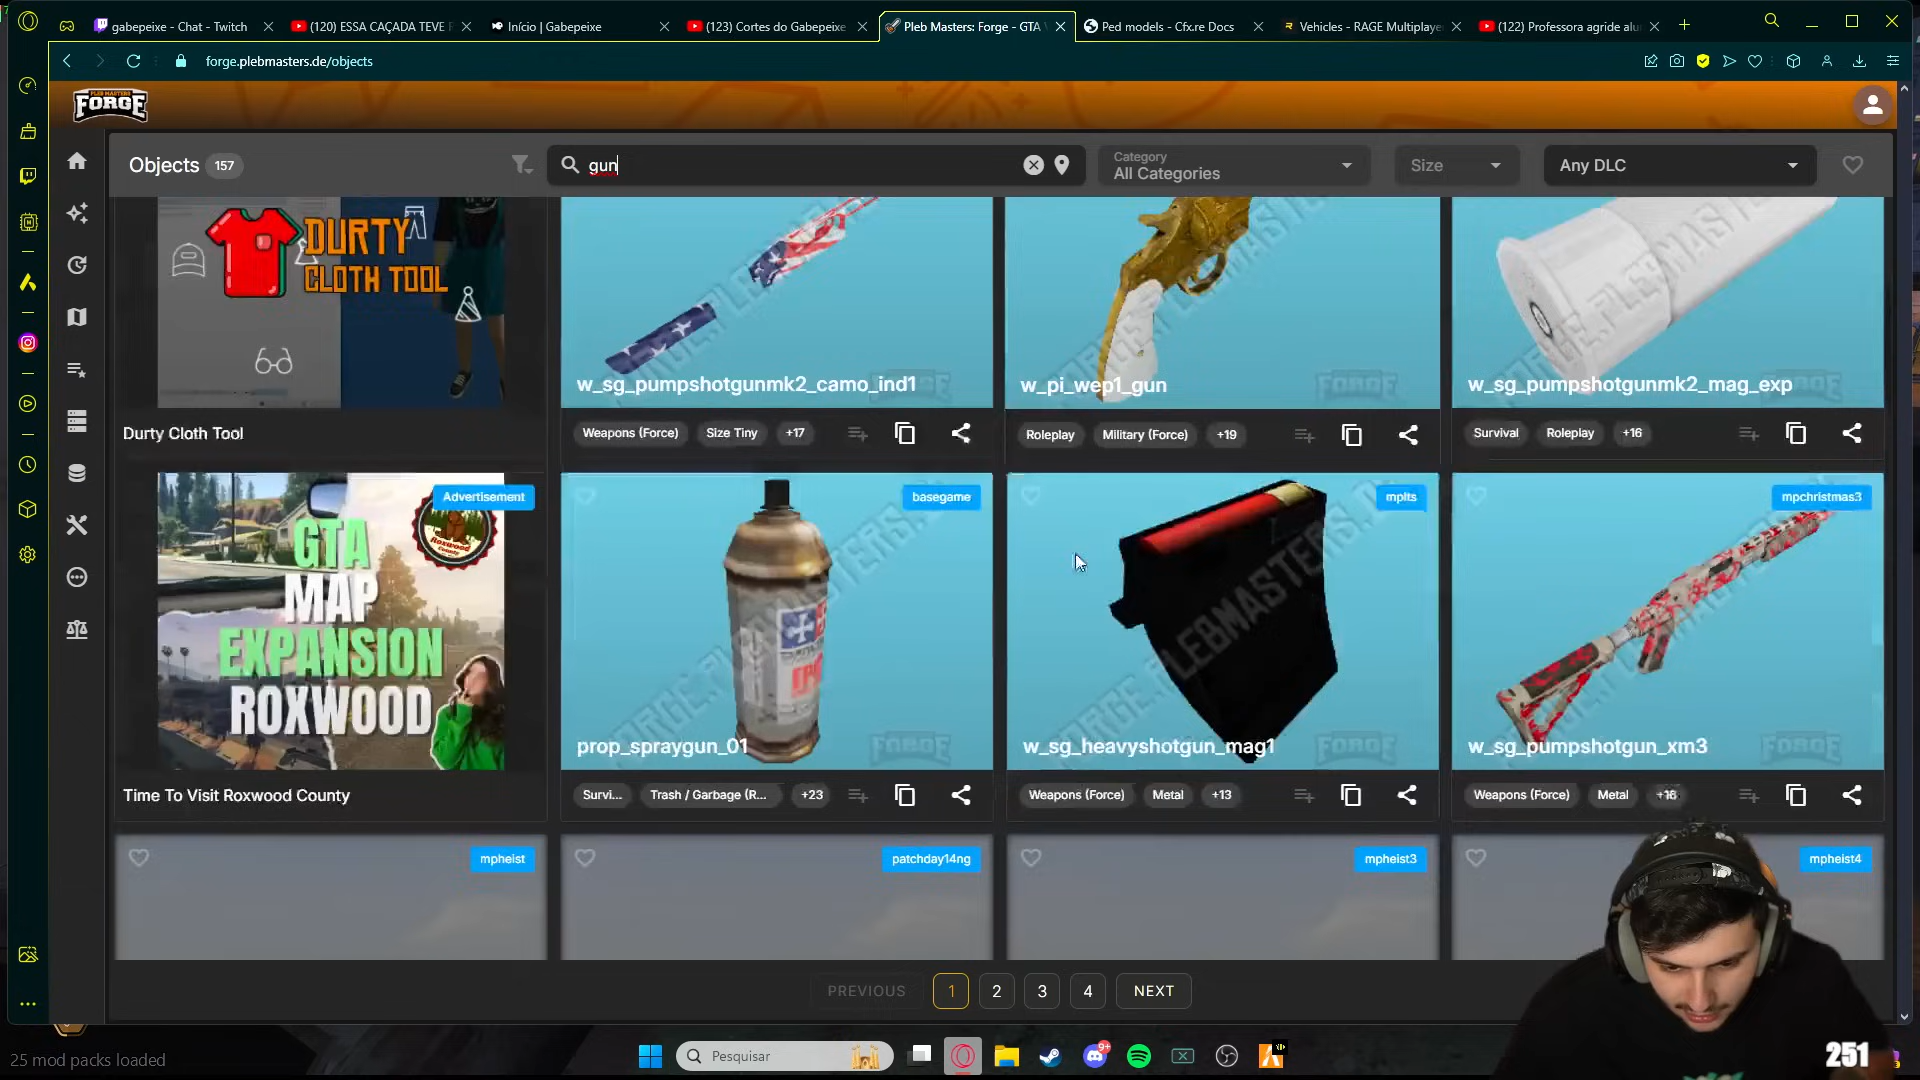 gabepeixe - Chat - Twitch
(120) ESSA CAÇADA TEVE F
Início | Gabepeixe
(123) Cortes do Gabepeixe
Pleb Masters: Forge - GTA
Ped models - Cfx.re Docs
Vehicles - RAGE Multiplaye
(122) Professora agride alu
forge.plebmasters.de/objects
PLEB MASTERS
FORGE
Objects 157
gun
Category
All Categories
Size
Any DLC
DURTY
CLOTH TOOL
Durty Cloth Tool
w_sg_pumpshotgunmk2_camo_ind1
Weapons (Force) Size Tiny +17
w_pi_wep1_gun
Roleplay Military (Force) +19
w_sg_pumpshotgunmk2_mag_exp
Survival Roleplay +16
Advertisement
GTA
MAP
EXPANSION
ROXWOOD
Time To Visit Roxwood County
basegame
prop_spraygun_01
Survi... Trash / Garbage (R... +23
mplts
w_sg_heavyshotgun_mag1
Weapons (Force) Metal +13
mpchristmas3
w_sg_pumpshotgun_xm3
Weapons (Force) Metal +16
mpheist
patchday14ng
mpheist3
mpheist4
PREVIOUS 1 2 3 4 NEXT
25 mod packs loaded
Pesquisar
9+
251